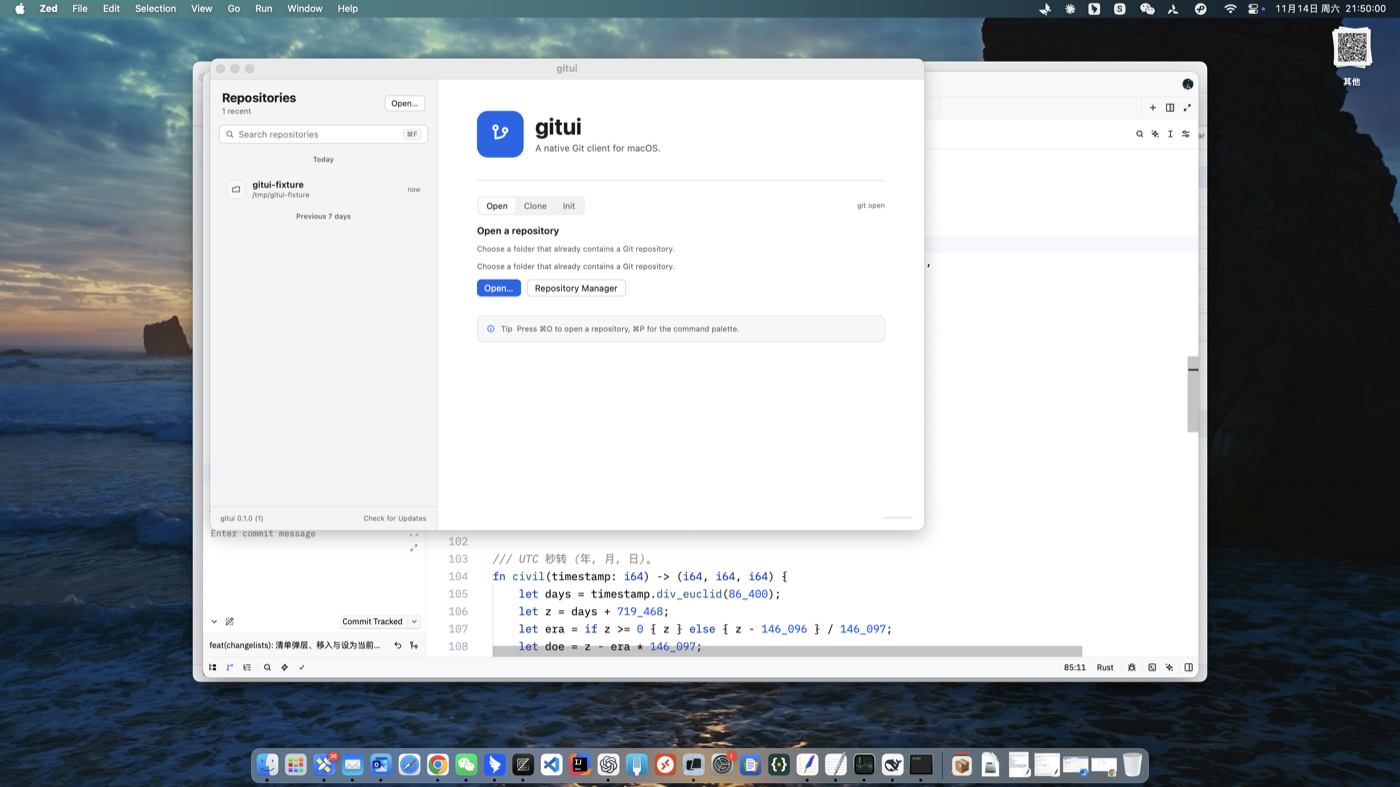 Zed File Edit Selection View Go Run Window Help
11月14日 周六 21:50:00
其他
gitui
Repositories
1 recent
Open...
Search repositories
⌘F
Today
gitui-fixture
/tmp/gitui-fixture
now
Previous 7 days
gitui 0.1.0 (1)
Check for Updates
gitui
A native Git client for macOS.
Open Clone Init
git open
Open a repository
Choose a folder that already contains a Git repository.
Choose a folder that already contains a Git repository.
Open...
Repository Manager
Tip Press ⌘O to open a repository, ⌘P for the command palette.
ar
,
Enter commit message
Commit Tracked
feat(changelists): 清单弹层、移入与设为当前...
102
103 /// UTC 秒转 (年, 月, 日)。
104 fn civil(timestamp: i64) -> (i64, i64, i64) {
105 let days = timestamp.div_euclid(86_400);
106 let z = days + 719_468;
107 let era = if z >= 0 { z } else { z - 146_096 } / 146_097;
108 let doe = z - era * 146_097;
85:11
Rust